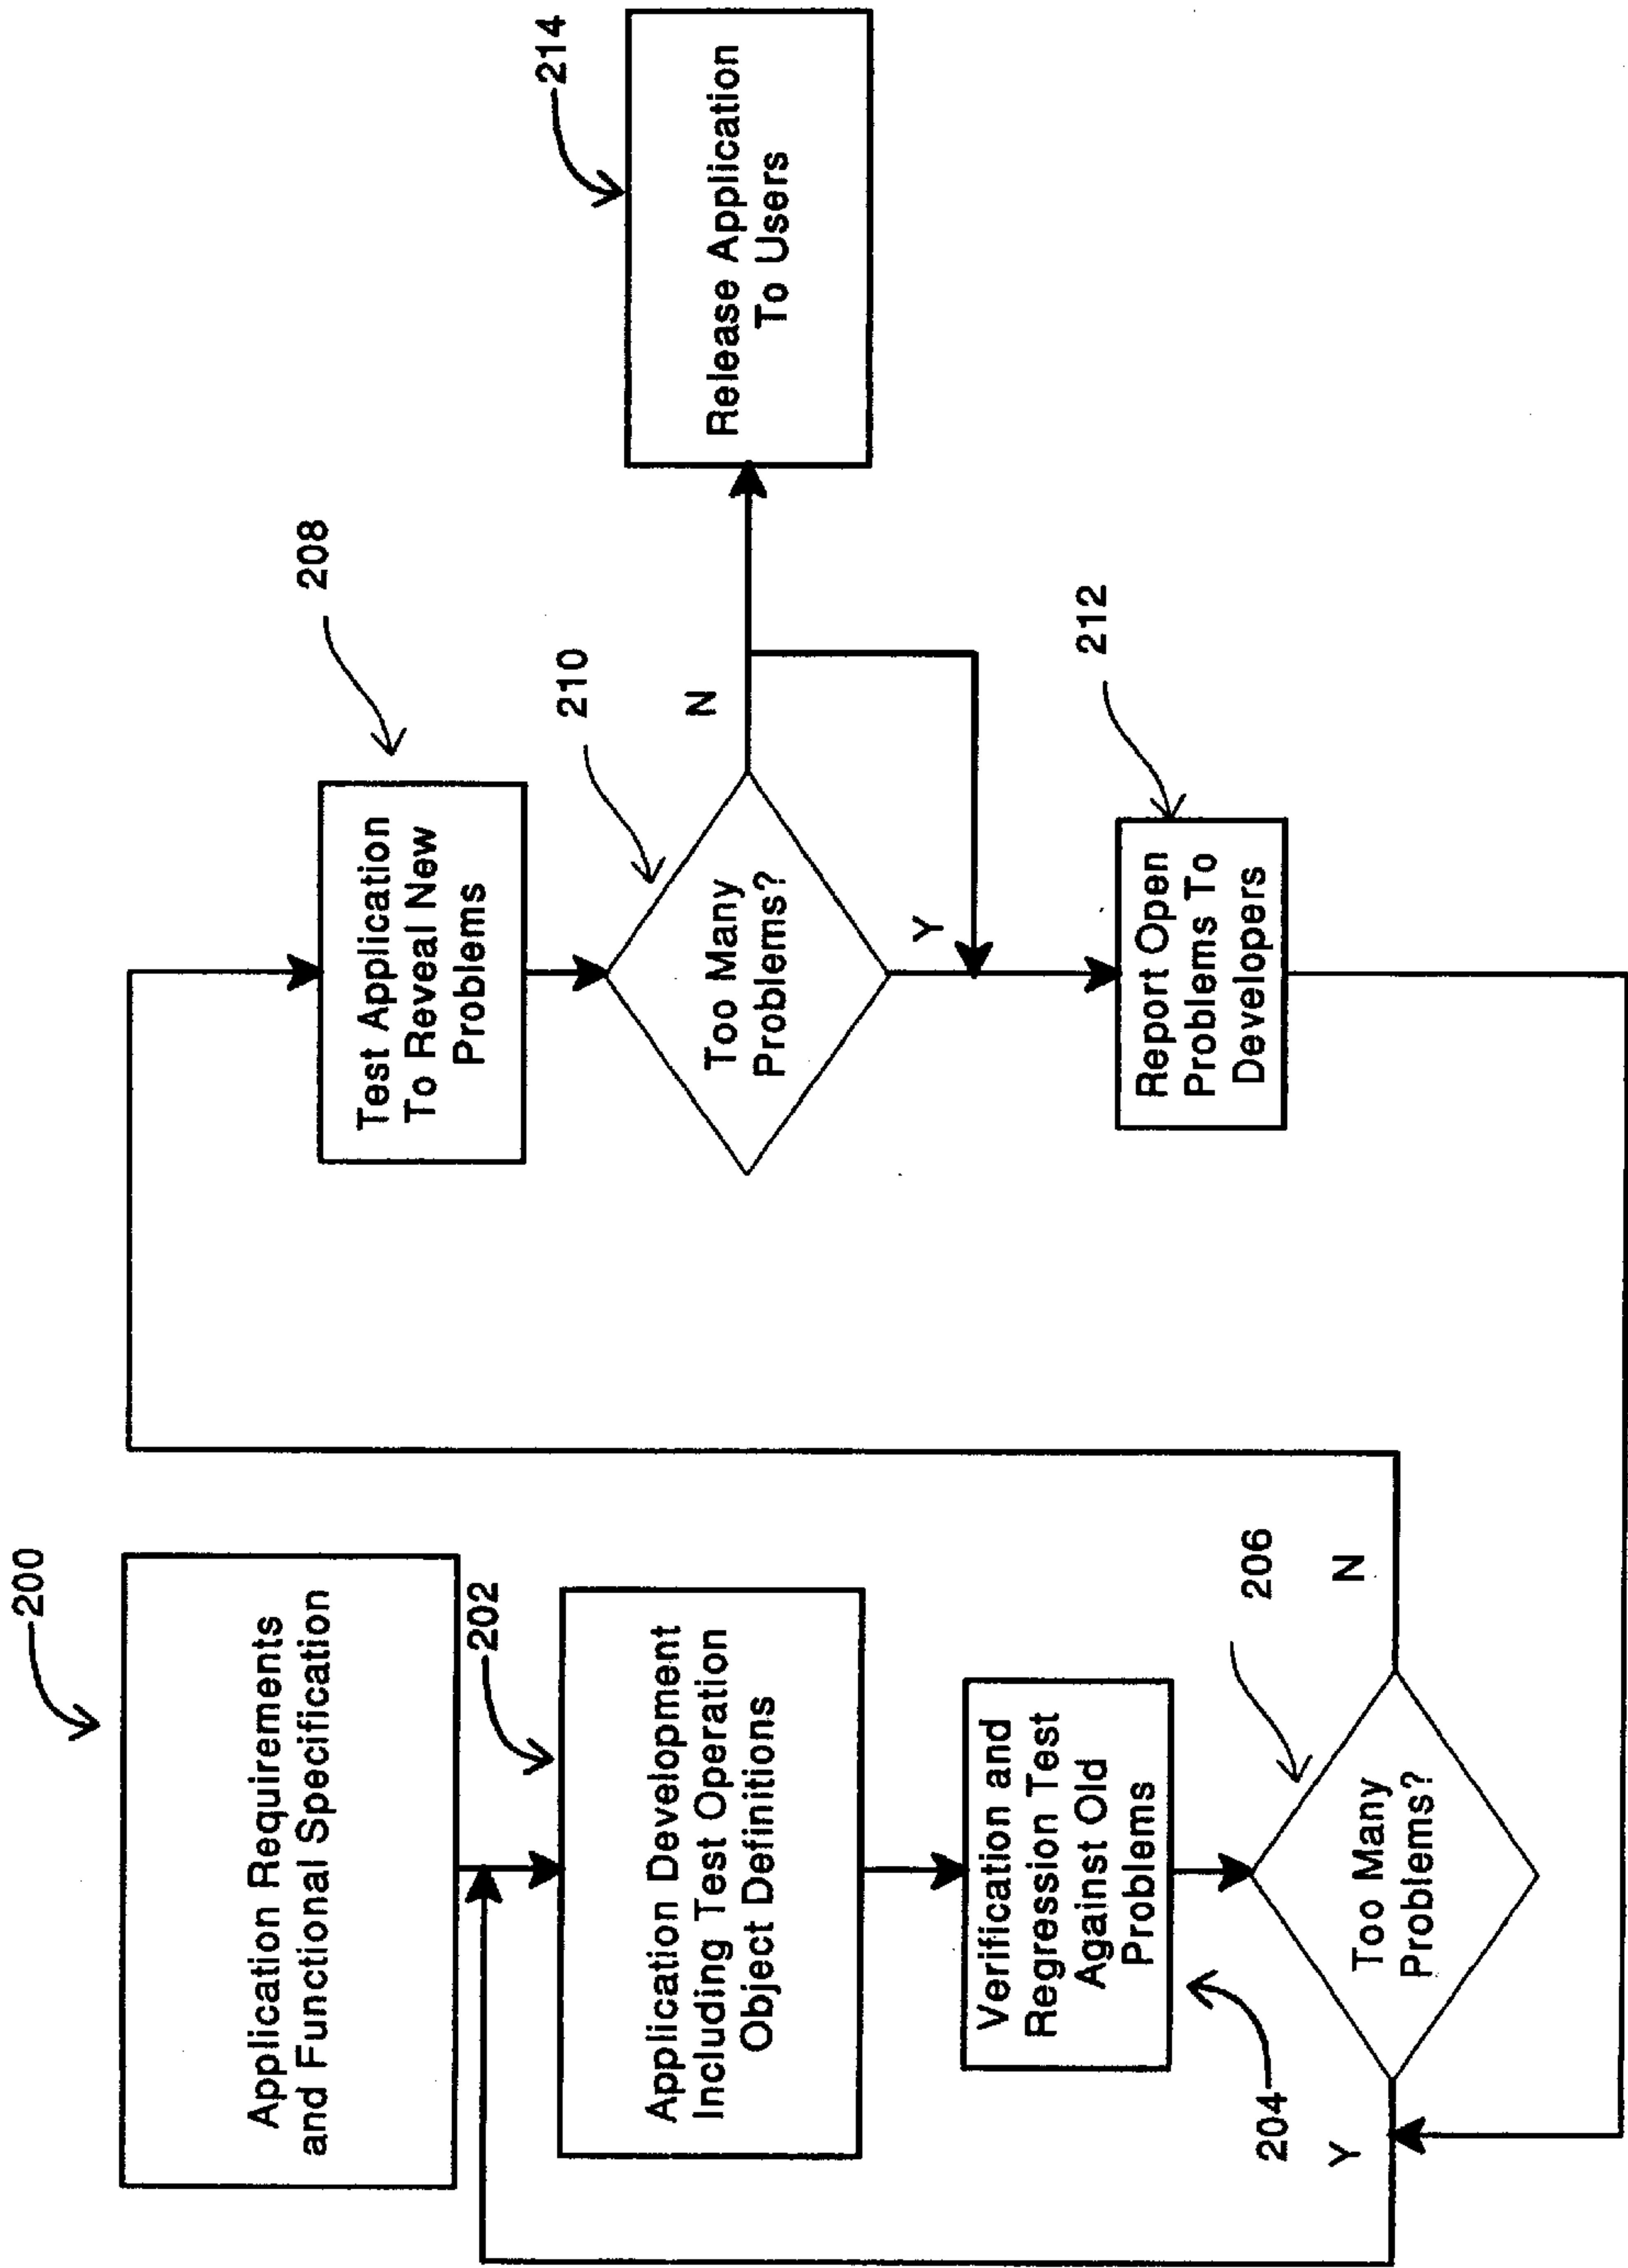 200
Application Requirements
and Functional Specification
202
Application Development
Including Test Operation
Object Definitions
Verification and
Regression Test
Against Old
Problems
204
206
Too Many
Problems?
Y
N
208
Test Application
To Reveal New
Problems
210
Too Many
Problems?
N
Y
212
Report Open
Problems To
Developers
214
Release Application
To Users